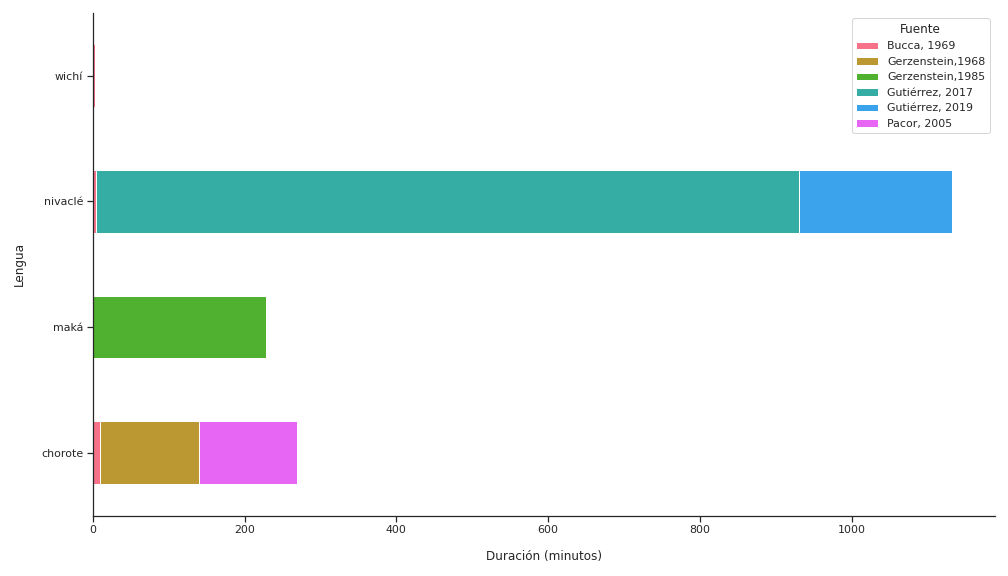 Fuente
Bucca, 1969
Gerzenstein,1968
Gerzenstein,1985
Gutiérrez, 2017
Gutiérrez, 2019
Pacor, 2005
wichí
nivaclé
maká
chorote
Lengua
0 200 400 600 800 1000
Duración (minutos)